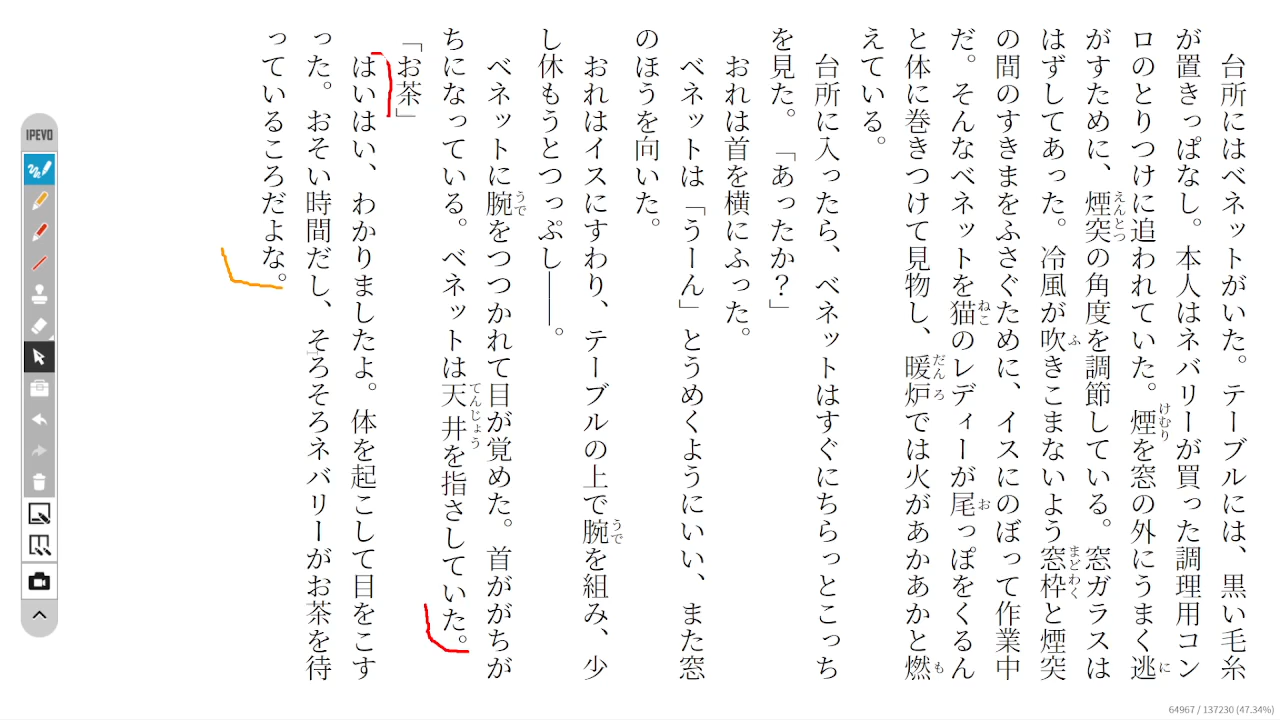 台所にはベネットがいた。テーブルには、黒い毛糸
が置きっぱなし。本人はネバリーが買った調理用コン
ロのとりつけに追われていた。煙を窓の外にうまく逃
がすために、煙突の角度を調節している。窓ガラスは
はずしてあった。冷風が吹きこまないよう窓枠と煙突
の間のすきまをふさぐために、イスにのぼって作業中
だ。そんなベネットを猫のレディーが尾っぽをくるん
と体に巻きつけて見物し、暖炉では火があかあかと燃
えている。
台所に入ったら、ベネットはすぐにちらっとこっち
を見た。「あったか？」
おれは首を横にふった。
ベネットは「うーん」とうめくようにいい、また窓
のほうを向いた。
おれはイスにすわり、テーブルの上で腕を組み、少
し休もうとつっぷし――。
ベネットに腕をつつかれて目が覚めた。首がガちが
ちになっている。ベネットは天井を指さしていた。
「お茶」
はいはい、わかりましたよ。体を起こして目をこす
った。おそい時間だし、そろそろネバリーがお茶を待
っているころだよな。
IPEVO
64967 / 137230 (47.34%)